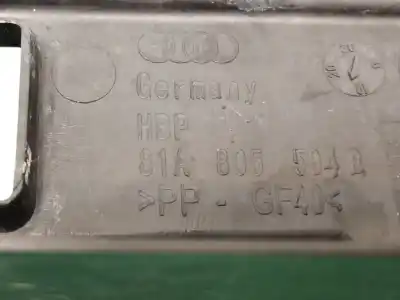 Germany
HBP
81A 805 594 D
>PP - GF40<